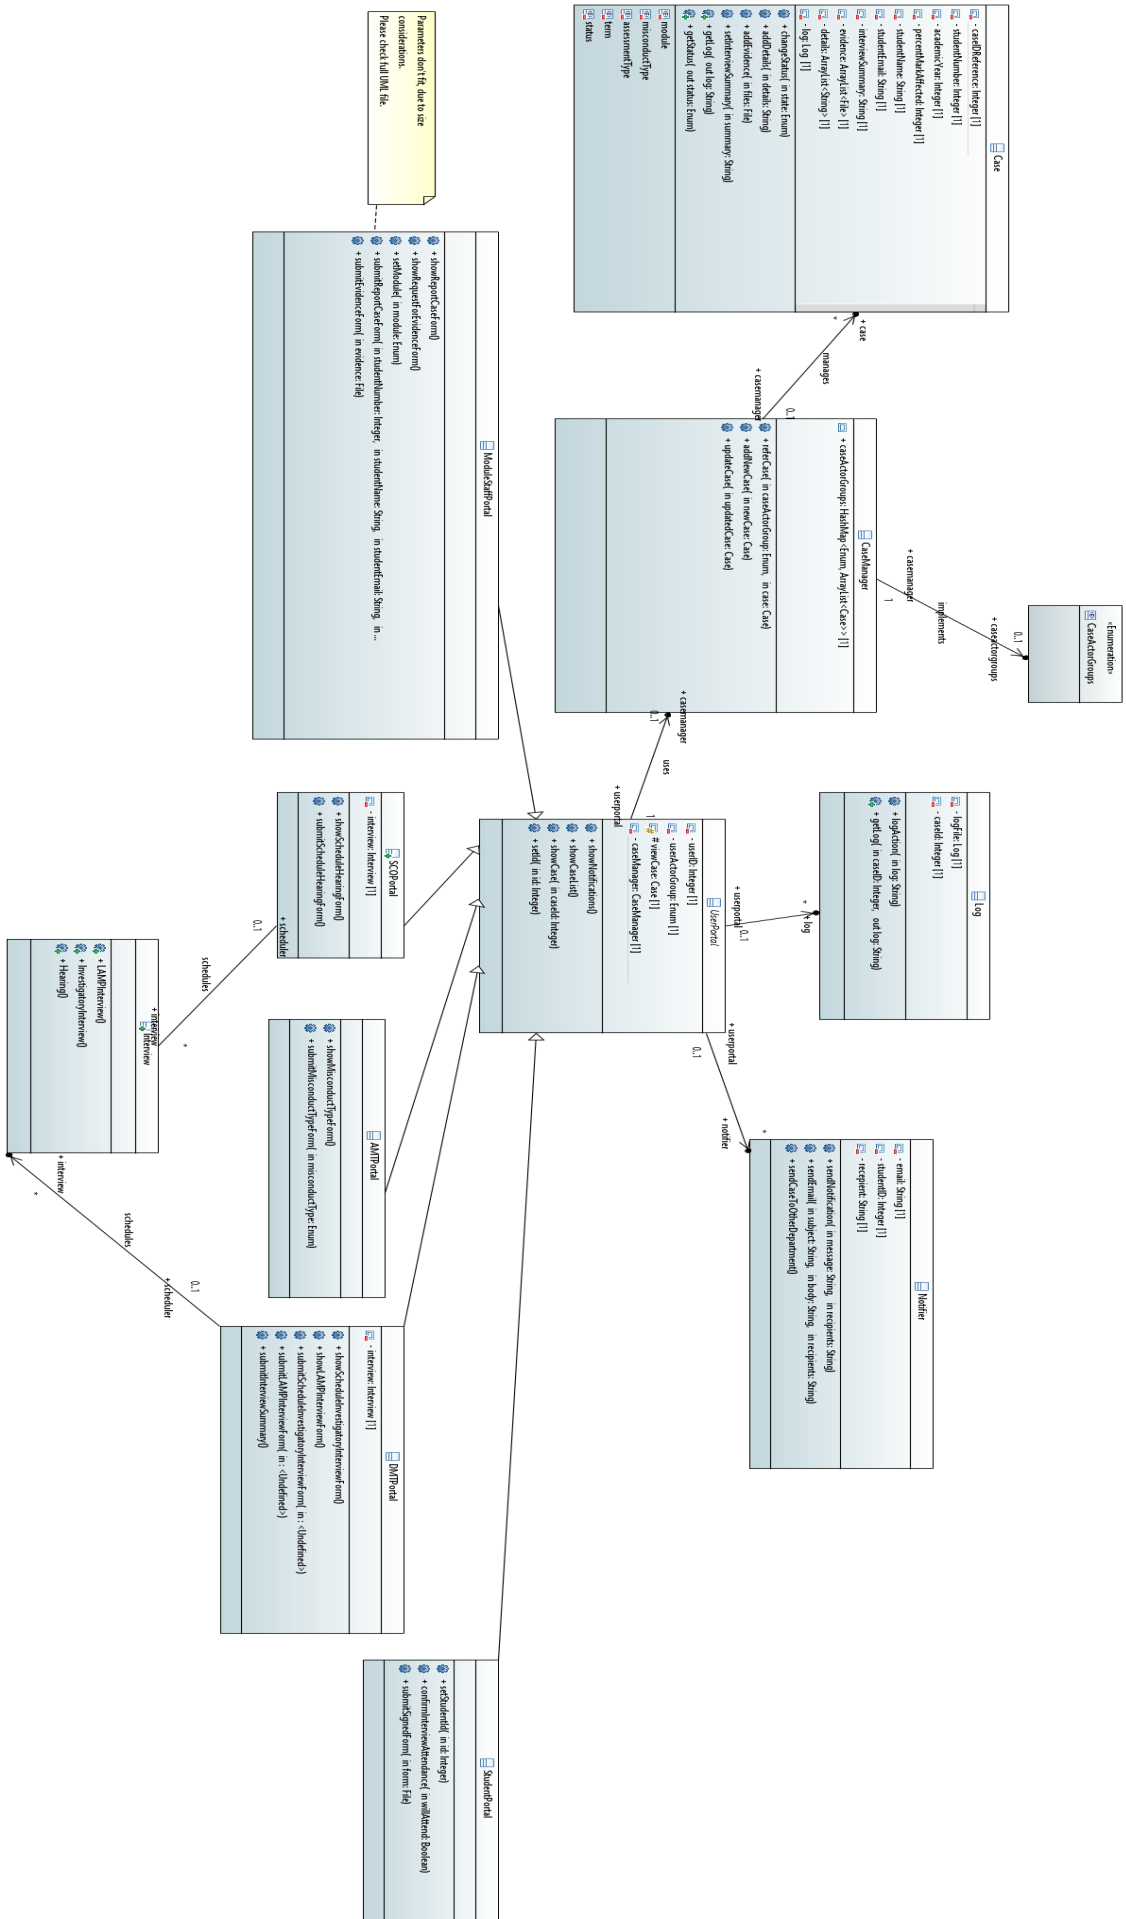 «Enumeration»
CaseActorGroups
Case
- caseIDReference: Integer [1]
- studentNumber: Integer [1]
- academicYear: Integer [1]
- percentMarkAffected: Integer [1]
- studentName: String [1]
- studentEmail: String [1]
- interviewSummary: String [1]
- evidence: ArrayList<File> [1]
- details: ArrayList<String> [1]
- log: Log [1]
+ changeStatus( in state: Enum)
+ addDetails( in details: String)
+ addEvidence( in files: File)
+ setInterviewSummary( in summary: String)
+ getLog( out log: String)
+ getStatus( out status: Enum)
module
misconductType
assessmentType
term
status
+ case
*
manages
0..1
+ casemanager
CaseManager
+ caseActorGroups: HashMap<Enum, ArrayList<Case>> [1]
+ referCase( in caseActorGroup: Enum, in case: Case)
+ addNewCase( in newCase: Case)
+ updateCase( in updatedCase: Case)
+ casemanager
1
implements
0..1
+ caseactorgroups
+ casemanager
0..1
uses
+ userportal
1
Log
- logFile: Log [1]
- caseId: Integer [1]
+ logAction( in log: String)
+ getLog( in caseID: Integer, out log: String)
+ log
*
+ userportal
0..1
UserPortal
- userID: Integer [1]
- userActorGroup: Enum [1]
# viewCase: Case [1]
- caseManager: CaseManager [1]
+ showNotifications()
+ showCaseList()
+ showCase( in caseId: Integer)
+ setId( in id: Integer)
+ userportal
0..1
+ notifier
*
Notifier
- email: String [1]
- studentID: Integer [1]
- recepient: String [1]
+ sendNotification( in message: String, in recipients: String)
+ sendEmail( in subject: String, in body: String, in recipients: String)
+ sendCaseToOtherDepartment()
Parameters don't fit, due to size
considerations.
Please check full UML file.
ModuleStaffPortal
+ showReportCaseForm()
+ showRequestForEvidenceForm()
+ setModule( in module: Enum)
+ submitReportCaseForm( in studentNumber: Integer, in studentName: String, in studentEmail: String, in ...
+ submitEvidenceForm( in evidence: File)
SCOPortal
- interview: Interview [1]
+ showScheduleHearingForm()
+ submitScheduleHearingForm()
+ scheduler
0..1
schedules
*
+ interview
Interview
+ LAMPInterview()
+ InvestigatoryInterview()
+ Hearing()
+ interview
*
schedules
0..1
+ scheduler
AMTPortal
+ showMisconductTypeForm()
+ submitMisconductTypeForm( in misconductType: Enum)
DMTPortal
- interview: Interview [1]
+ showScheduleInvestigatoryInterviewForm()
+ showLAMPInterviewForm()
+ submitScheduleInvestigatoryInterviewForm( in : <Undefined>)
+ submitLAMPInterviewForm( in : <Undefined>)
+ submitInterviewSummary()
StudentPortal
+ setStudentId( in id: Integer)
+ confirmInterviewAttendance( in willAttend: Boolean)
+ submitSignedForm( in form: File)